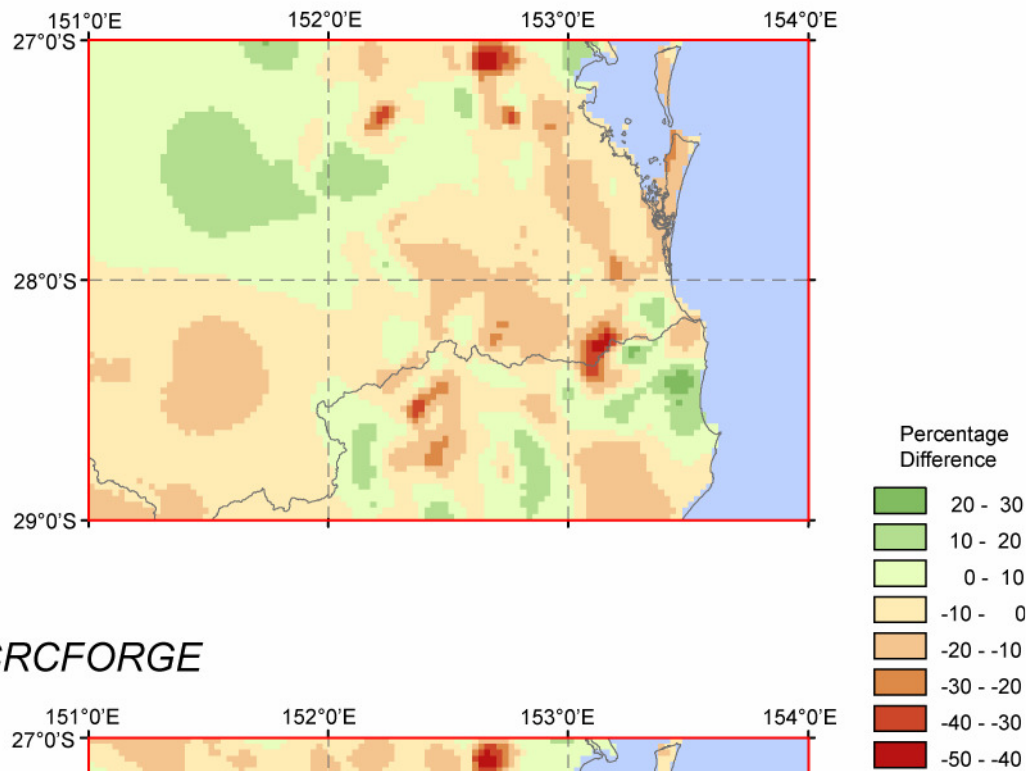 151°0'E 152°0'E 153°0'E 154°0'E
27°0'S
28°0'S
29°0'S
Percentage
Difference
20 - 30
10 - 20
0 - 10
-10 - 0
-20 - -10
-30 - -20
-40 - -30
-50 - -40
RCFORGE
151°0'E 152°0'E 153°0'E 154°0'E
27°0'S